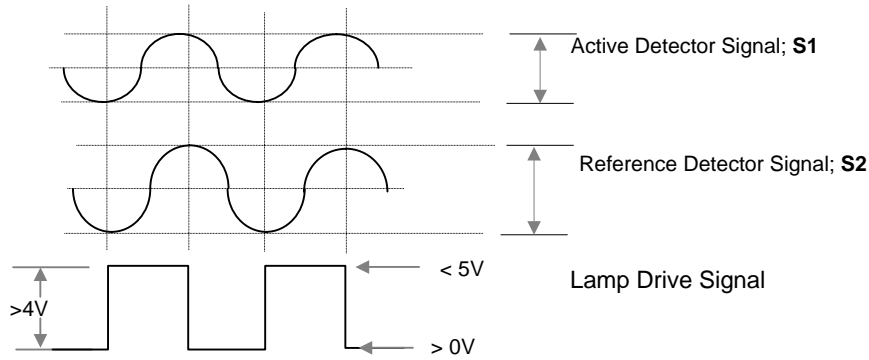 Active Detector Signal; S1
Reference Detector Signal; S2
< 5V
Lamp Drive Signal
>4V
> 0V